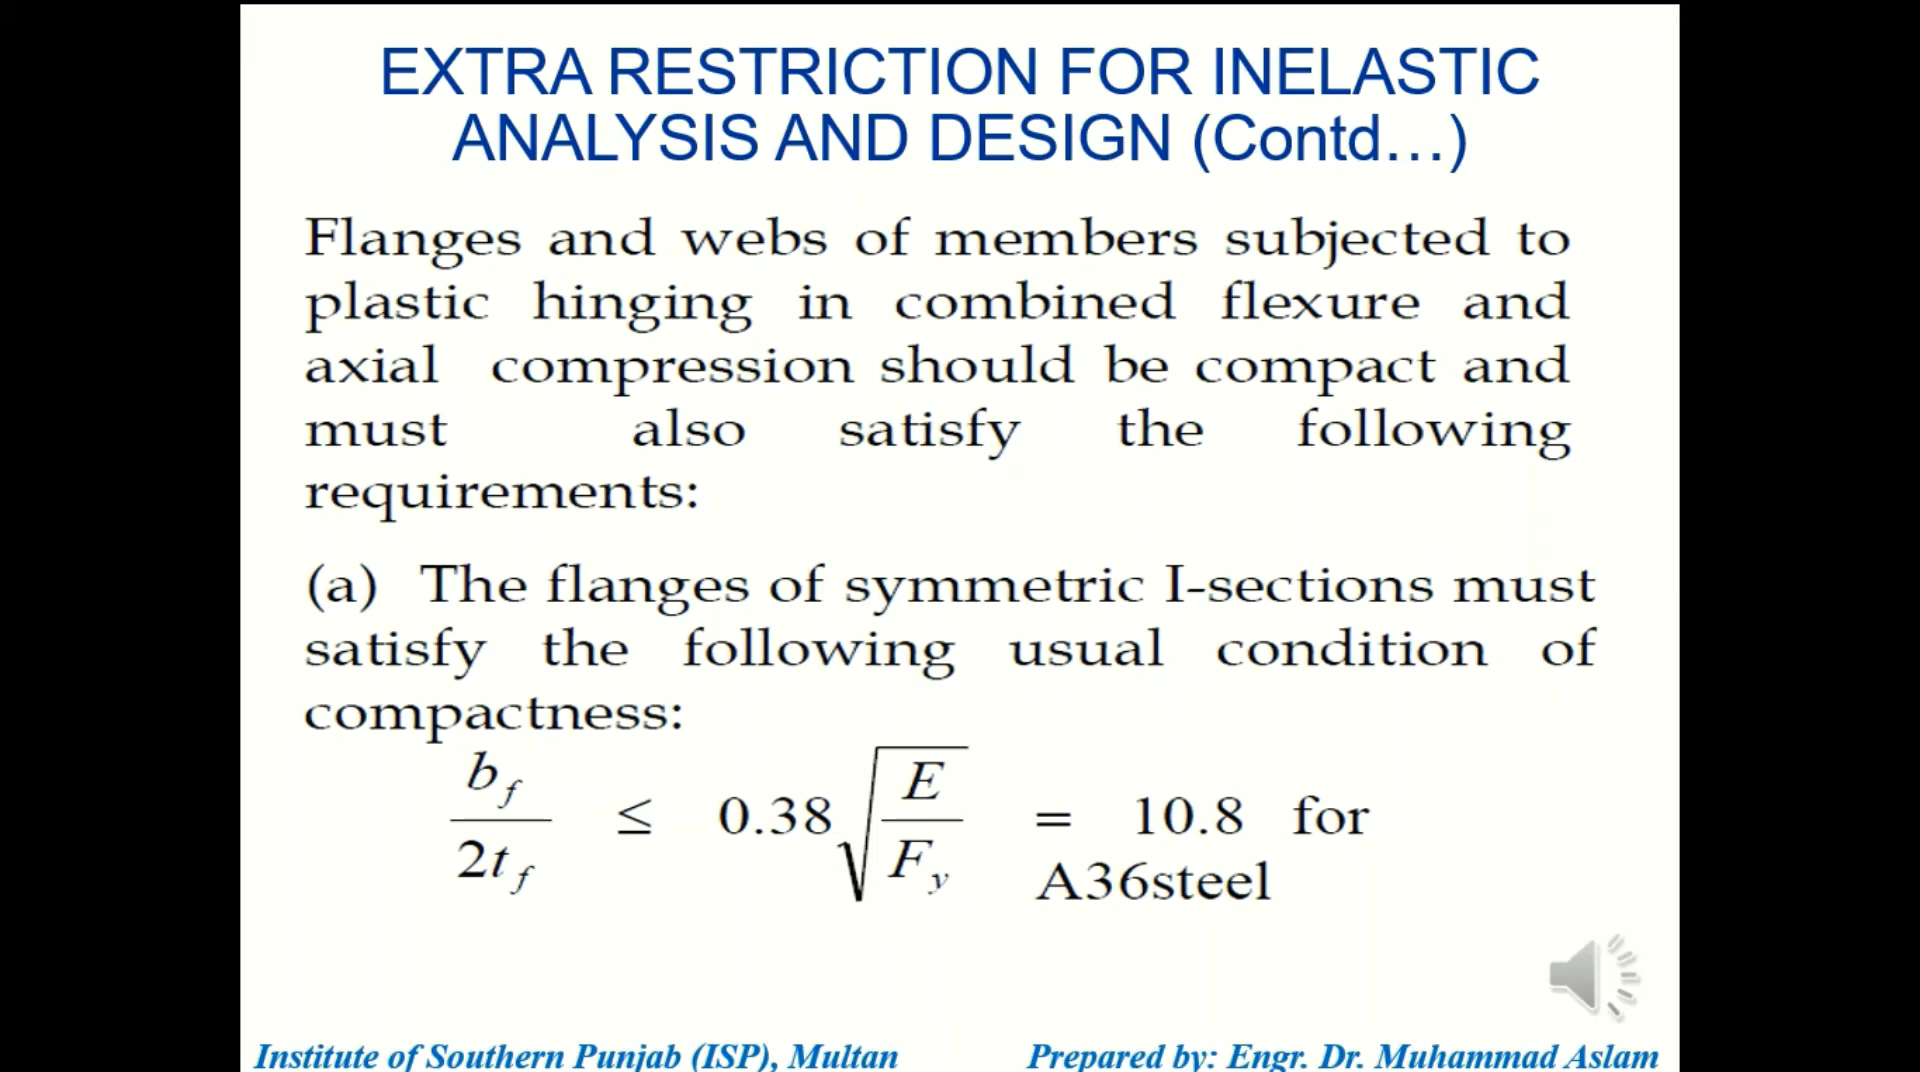 EXTRA RESTRICTION FOR INELASTIC
ANALYSIS AND DESIGN (Contd…)
Flanges and webs of members subjected to
plastic hinging in combined flexure and
axial compression should be compact and
must also satisfy the following
requirements:
(a) The flanges of symmetric I-sections must
satisfy the following usual condition of
compactness:
b_f / 2t_f ≤ 0.38 √(E / F_y) = 10.8 for
A36steel
Institute of Southern Punjab (ISP), Multan
Prepared by: Engr. Dr. Muhammad Aslam